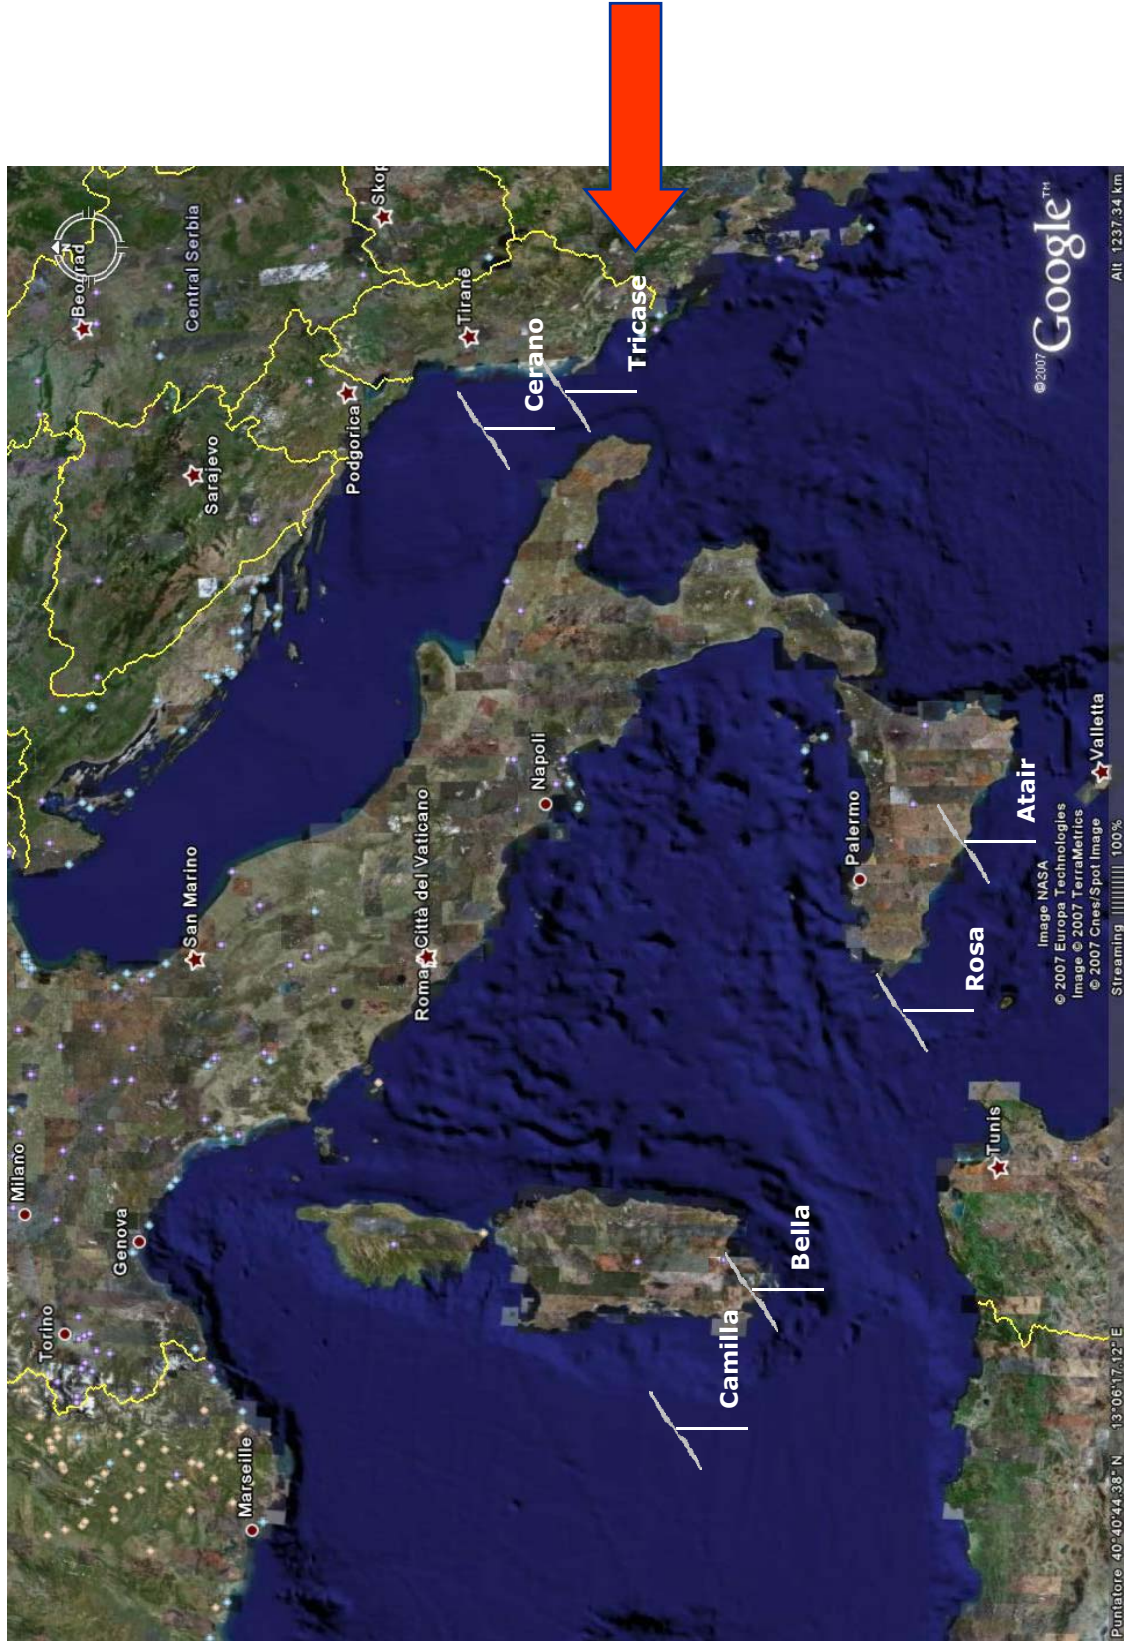 N
Milano
Torino
Genova
Marseille
San Marino
Beograd
Central Serbia
Sarajevo
Podgorica
Skop
Tiranë
Roma
Città del Vaticano
Napoli
Cerano
Tricase
Palermo
Camilla
Bella
Rosa
Atair
Tunis
Valletta
Image NASA
© 2007 Europa Technologies
Image © 2007 TerraMetrics
© 2007 Cnes/Spot Image
©2007 Google™
Puntatore 40°40'44.38" N 13°06'17.12" E Streaming |||||||||| 100% Alt 1237.34 km